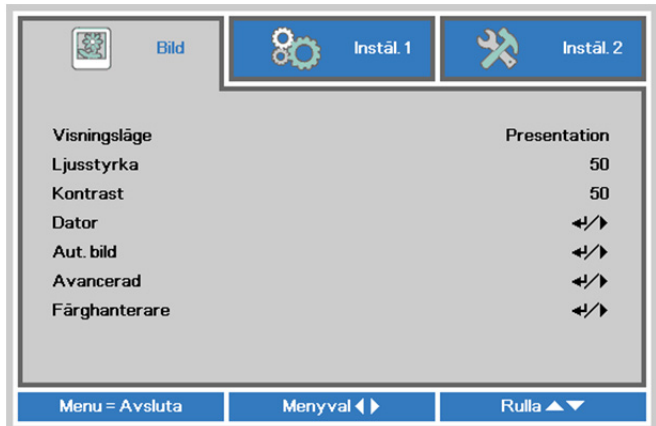 Bild Instäl. 1 Instäl. 2
Visningsläge Presentation
Ljusstyrka 50
Kontrast 50
Dator ↵/▶
Aut. bild ↵/▶
Avancerad ↵/▶
Färghanterare ↵/▶
Menu = Avsluta Menyval ◀▶ Rulla ▲▼